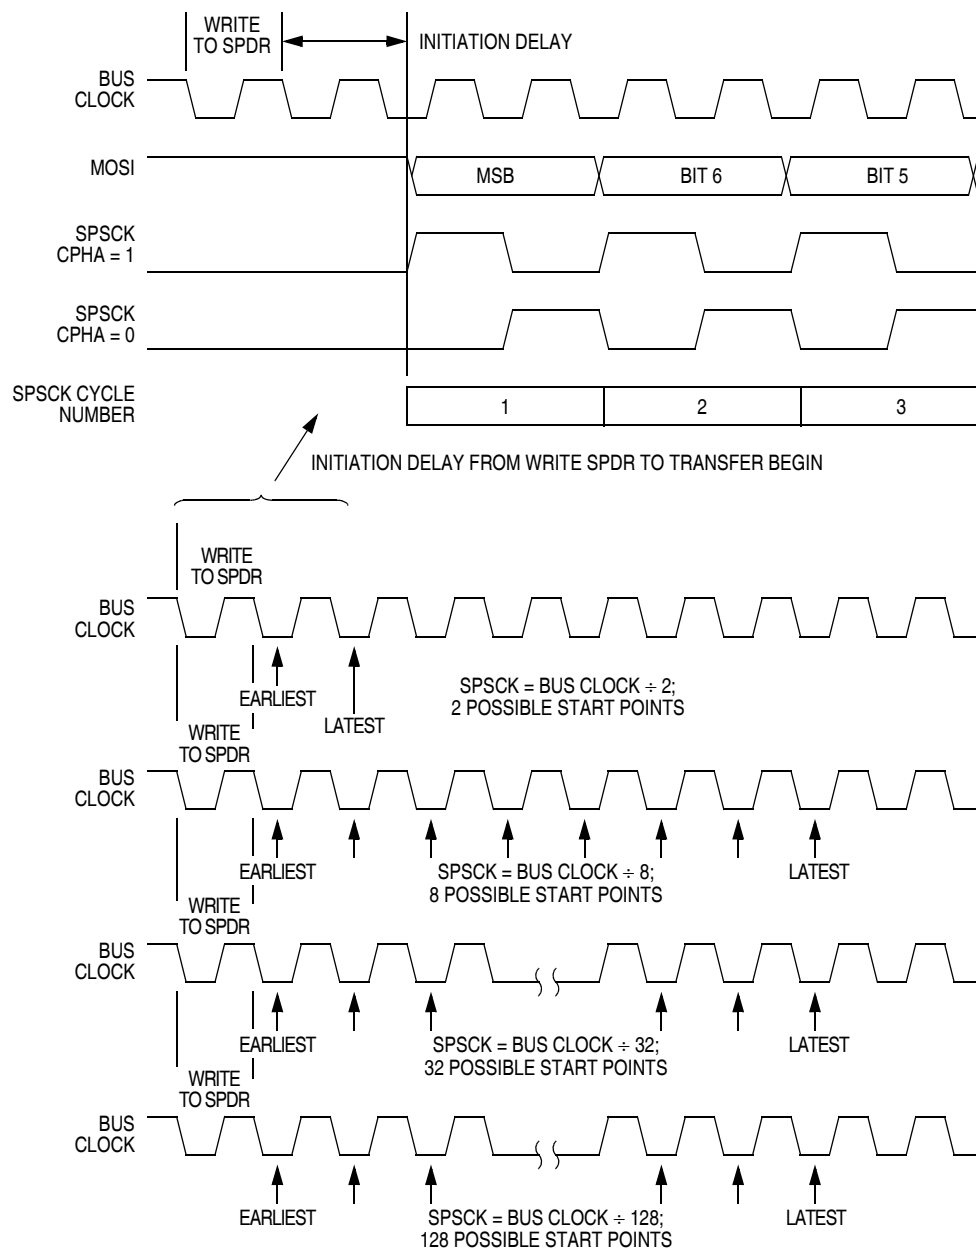 WRITE
TO SPDR
INITIATION DELAY
BUS
CLOCK
MOSI
MSB
BIT 6
BIT 5
SPSCK
CPHA = 1
SPSCK
CPHA = 0
SPSCK CYCLE
NUMBER
1
2
3
INITIATION DELAY FROM WRITE SPDR TO TRANSFER BEGIN
WRITE
TO SPDR
BUS
CLOCK
EARLIEST
LATEST
SPSCK = BUS CLOCK ÷ 2;
2 POSSIBLE START POINTS
WRITE
TO SPDR
BUS
CLOCK
EARLIEST
SPSCK = BUS CLOCK ÷ 8;
8 POSSIBLE START POINTS
LATEST
WRITE
TO SPDR
BUS
CLOCK
EARLIEST
SPSCK = BUS CLOCK ÷ 32;
32 POSSIBLE START POINTS
LATEST
WRITE
TO SPDR
BUS
CLOCK
EARLIEST
SPSCK = BUS CLOCK ÷ 128;
128 POSSIBLE START POINTS
LATEST